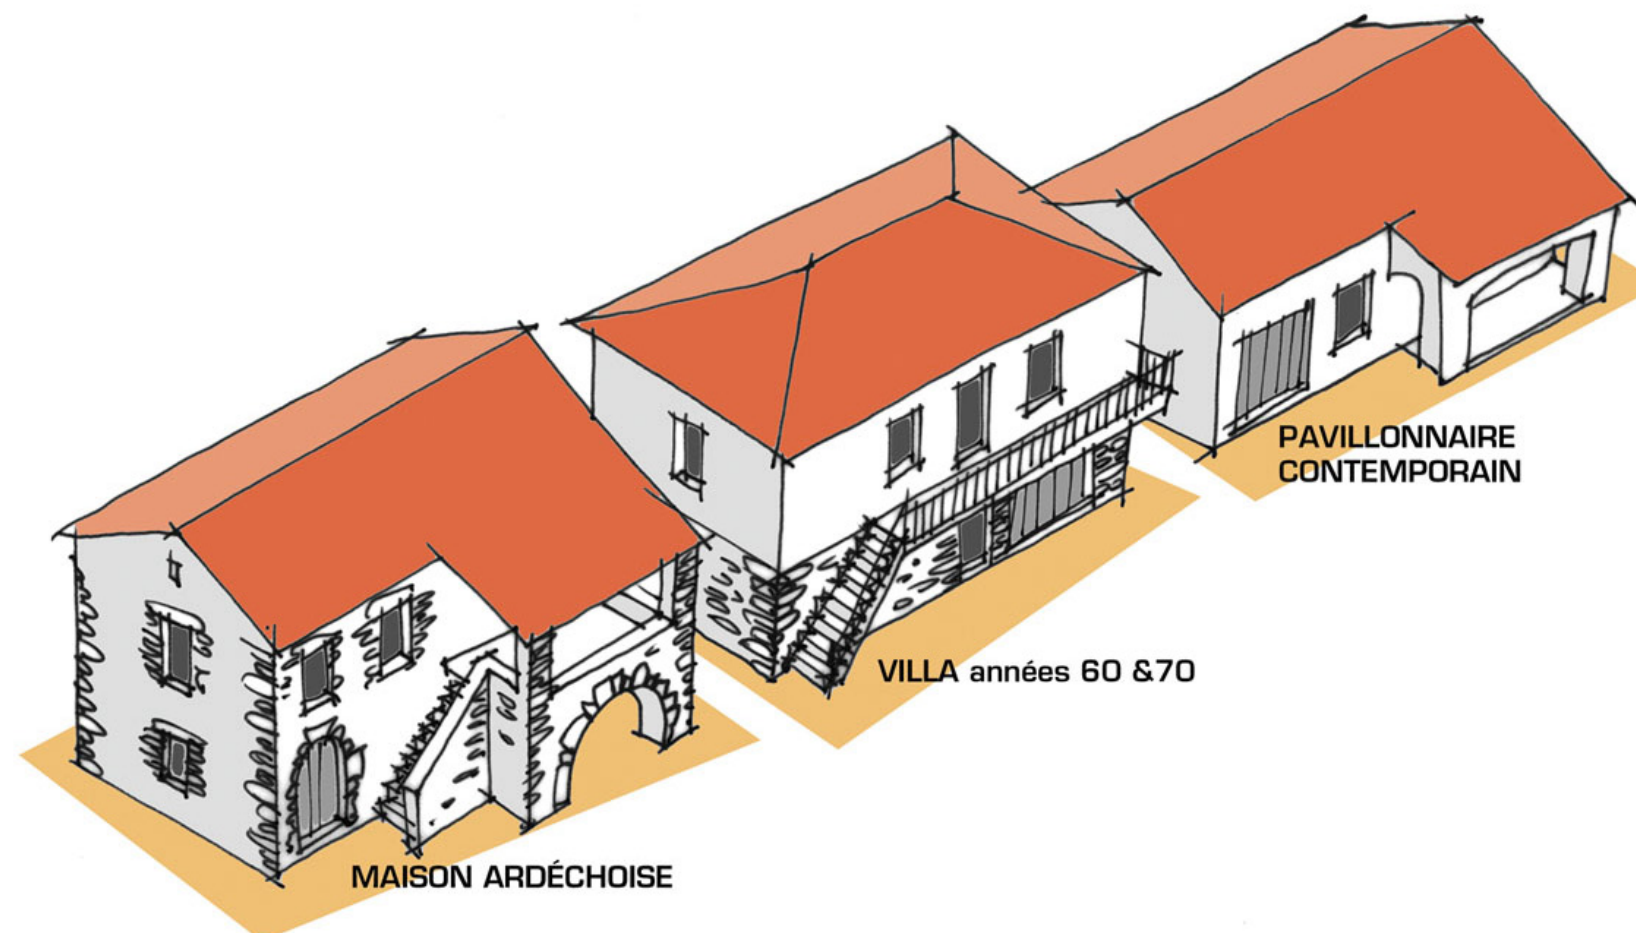 PAVILLONNAIRE
CONTEMPORAIN
VILLA années 60 &70
MAISON ARDÉCHOISE